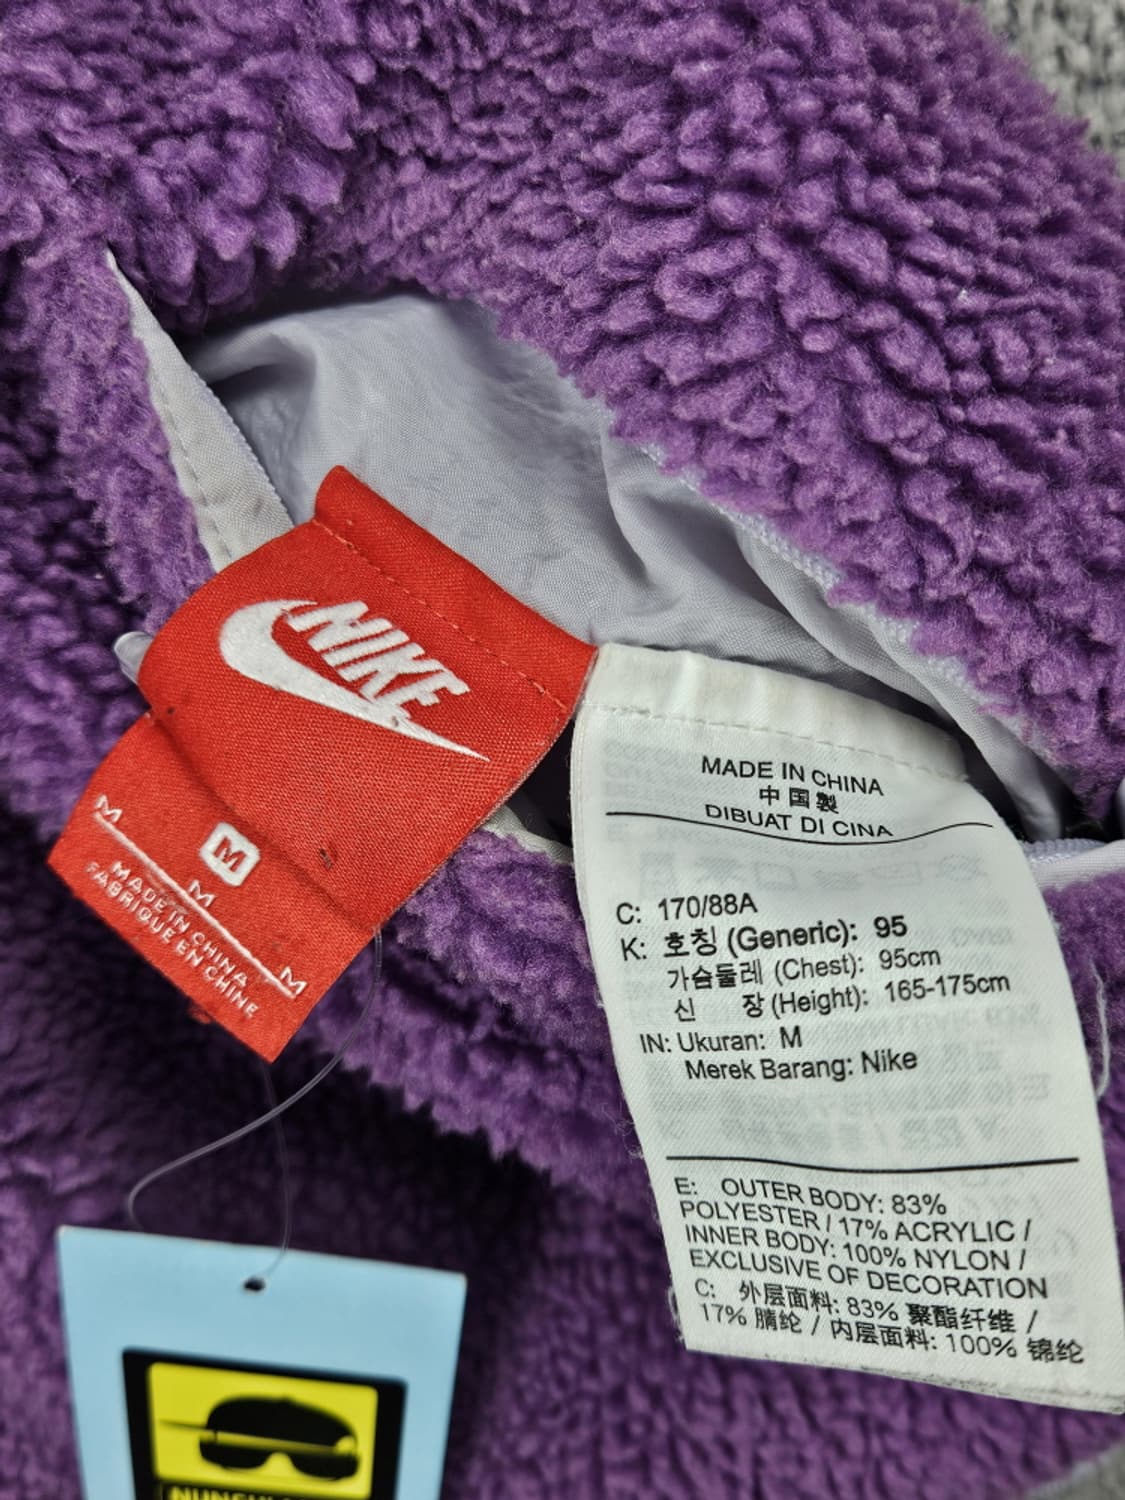 NIKE
M
M
M
M
MADE IN CHINA
FABRIQUE EN CHINE
MADE IN CHINA
中国製
DIBUAT DI CINA
C: 170/88A
K: 호칭 (Generic): 95
가슴둘레 (Chest): 95cm
신 장 (Height): 165-175cm
IN: Ukuran: M
Merek Barang: Nike
E: OUTER BODY: 83%
POLYESTER / 17% ACRYLIC /
INNER BODY: 100% NYLON /
EXCLUSIVE OF DECORATION
C: 外层面料: 83% 聚酯纤维 /
17% 腈纶 / 内层面料: 100% 锦纶